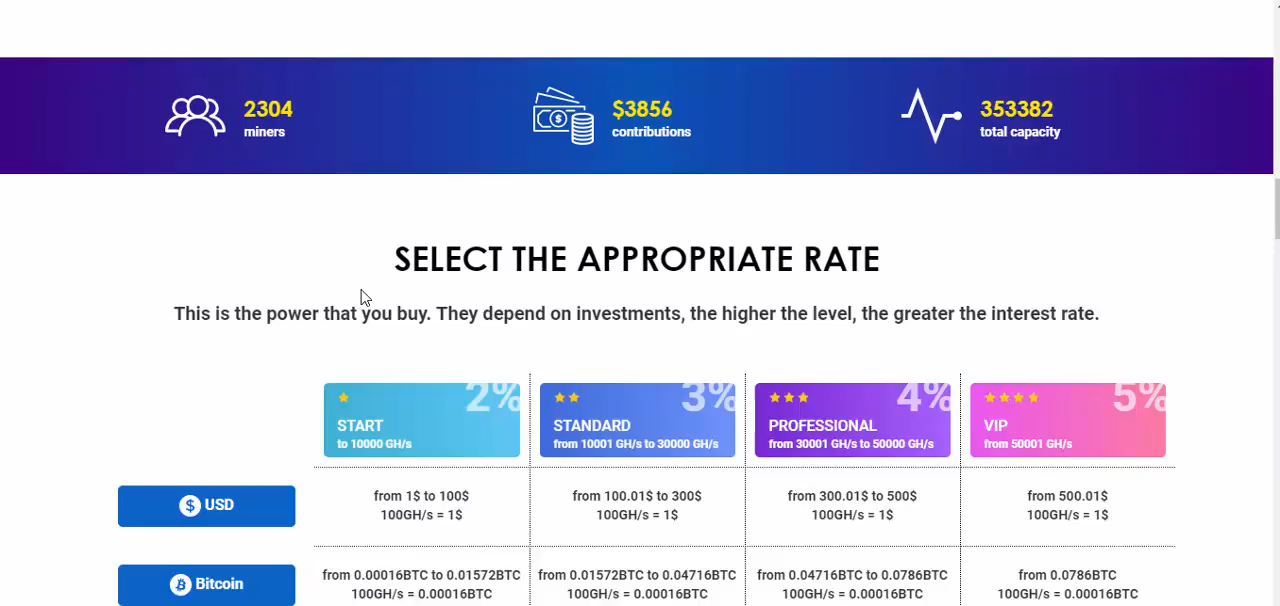 2304
miners
$3856
contributions
353382
total capacity
SELECT THE APPROPRIATE RATE
This is the power that you buy. They depend on investments, the higher the level, the greater the interest rate.
2%
START
to 10000 GH/s
3%
STANDARD
from 10001 GH/s to 30000 GH/s
4%
PROFESSIONAL
from 30001 GH/s to 50000 GH/s
5%
VIP
from 50001 GH/s
$ USD
from 1$ to 100$
100GH/s = 1$
from 100.01$ to 300$
100GH/s = 1$
from 300.01$ to 500$
100GH/s = 1$
from 500.01$
100GH/s = 1$
Bitcoin
from 0.00016BTC to 0.01572BTC
100GH/s = 0.00016BTC
from 0.01572BTC to 0.04716BTC
100GH/s = 0.00016BTC
from 0.04716BTC to 0.0786BTC
100GH/s = 0.00016BTC
from 0.0786BTC
100GH/s = 0.00016BTC